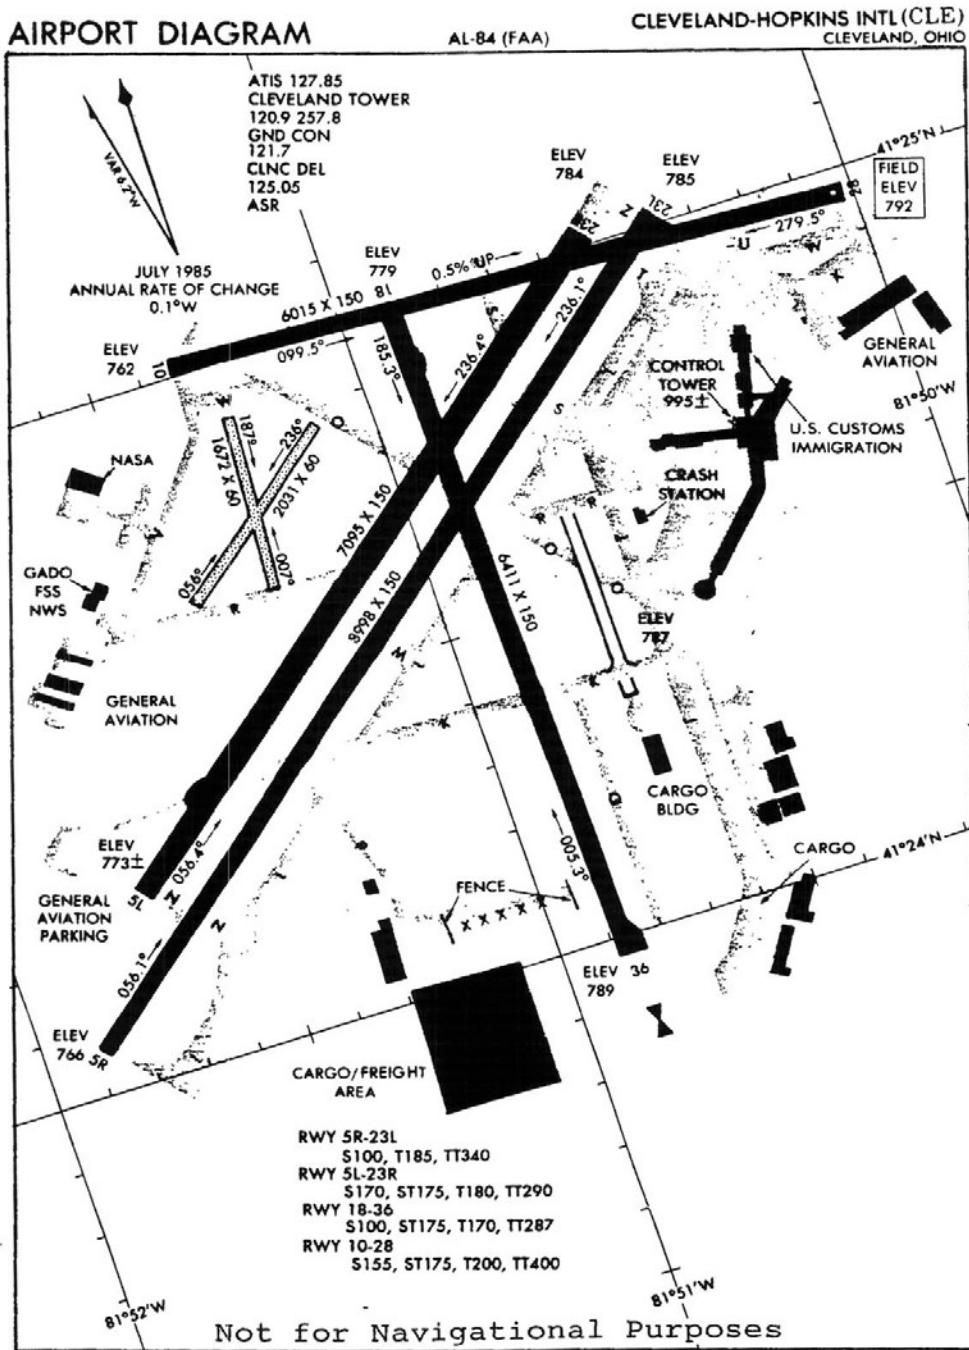 AIRPORT DIAGRAM
AL-84 (FAA)
CLEVELAND-HOPKINS INTL (CLE)
CLEVELAND, OHIO
ATIS 127.85
CLEVELAND TOWER
120.9 257.8
GND CON
121.7
CLNC DEL
125.05
ASR
VAR 6.2°W
JULY 1985
ANNUAL RATE OF CHANGE
0.1°W
ELEV
784
ELEV
785
41°25'N
FIELD
ELEV
792
28
23L
Z
279.5°
U
W
X
ELEV
779
0.5% UP
18
6015 X 150
099.5°
ELEV
762
10
185.3°
236.4°
236.1°
S
T
GENERAL
AVIATION
81°50'W
CONTROL
TOWER
995±
U.S. CUSTOMS
IMMIGRATION
CRASH
STATION
S
W
O
187°
236°
1672 X 60
2031 X 60
056°
007°
NASA
GADO
FSS
NWS
R
GENERAL
AVIATION
7095 X 150
8998 X 150
6411 X 150
R
R
O
O
ELEV
787
W
L
K
K
CARGO
BLDG
D
CARGO
41°24'N
ELEV
773±
056.4°
GENERAL
AVIATION
PARKING
5L
N
Z
056.1°
L
FENCE
X X X X X
005.3°
ELEV
789
36
ELEV
766
5R
L
CARGO/FREIGHT
AREA
RWY 5R-23L
S100, T185, TT340
RWY 5L-23R
S170, ST175, T180, TT290
RWY 18-36
S100, ST175, T170, TT287
RWY 10-28
S155, ST175, T200, TT400
81°52'W
81°51'W
Not for Navigational Purposes